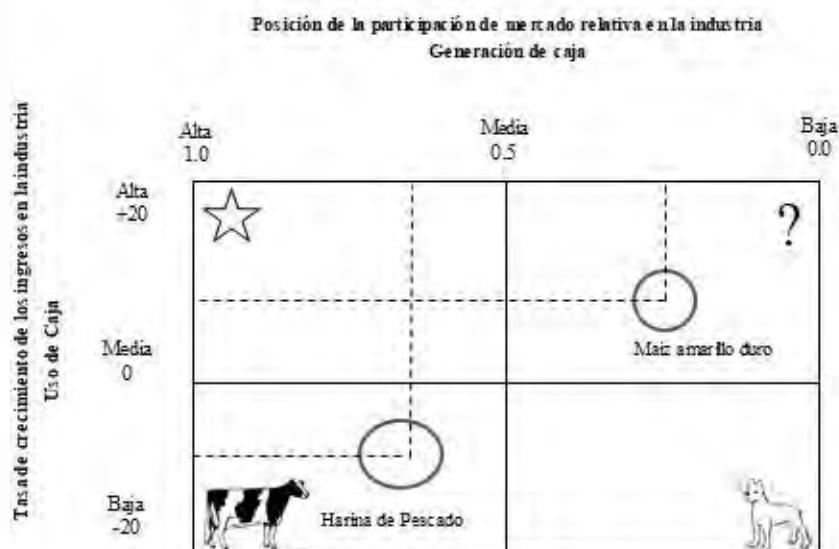 Posición de la participación de mercado relativa en la industria
Generación de caja
Alta
1.0
Media
0.5
Baja
0.0
Tasa de crecimiento de los ingresos en la industria
Uso de Caja
Alta
+20
?
Maíz amarillo duro
Media
0
Baja
-20
Harina de Pescado